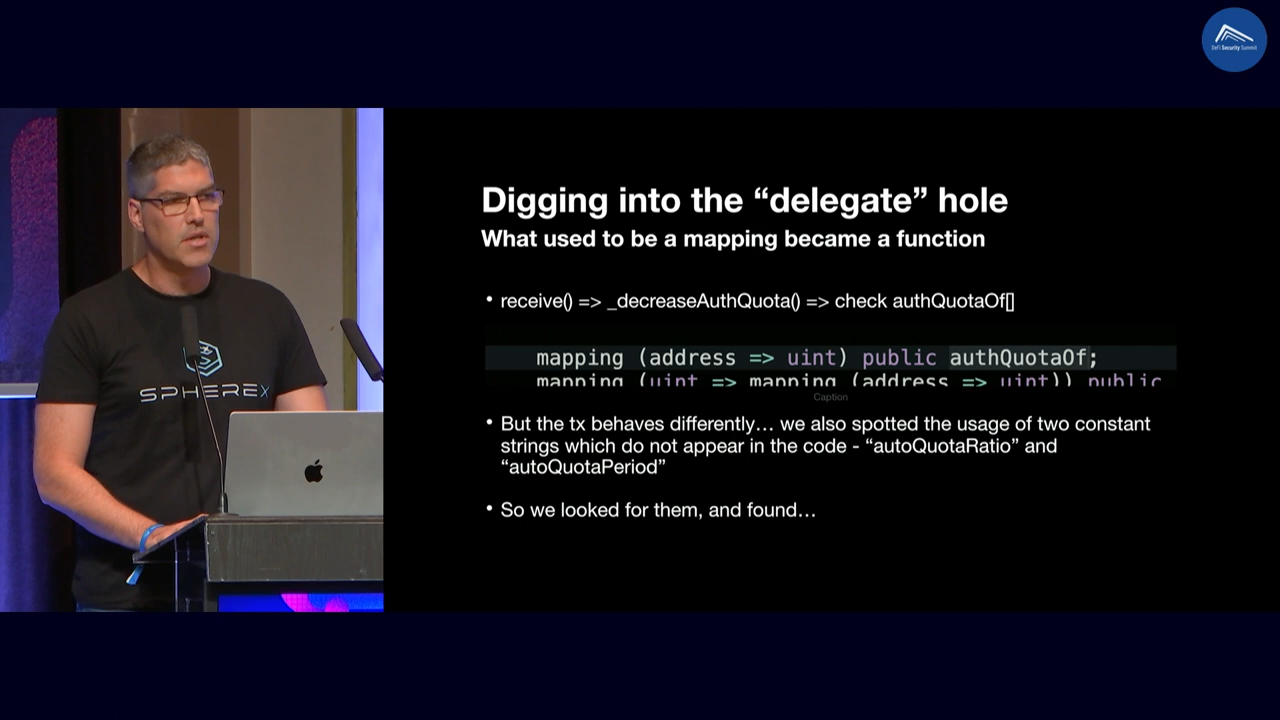 DeFi Security Summit
SPHEREX
Digging into the “delegate” hole
What used to be a mapping became a function
• receive() => _decreaseAuthQuota() => check authQuotaOf[]
mapping (address => uint) public authQuotaOf;
mapping (uint => mapping (address => uint)) public
Caption
• But the tx behaves differently… we also spotted the usage of two constant
strings which do not appear in the code - “autoQuotaRatio” and
“autoQuotaPeriod”
• So we looked for them, and found…